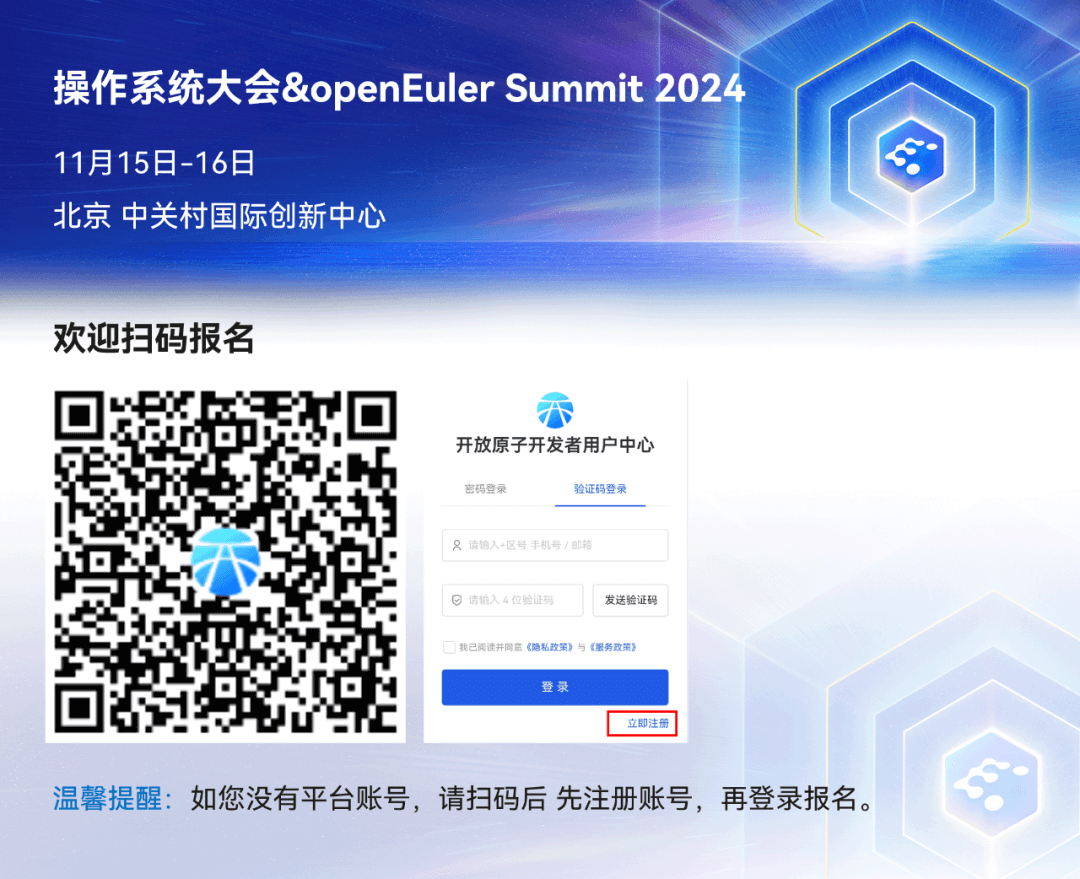 操作系统大会&openEuler Summit 2024
11月15日-16日
北京 中关村国际创新中心
欢迎扫码报名
开放原子开发者用户中心
密码登录 验证码登录
请输入+区号 手机号 / 邮箱
请输入 4 位验证码 发送验证码
我已阅读并同意《隐私政策》与《服务政策》
登 录
立即注册
温馨提醒：如您没有平台账号，请扫码后 先注册账号，再登录报名。